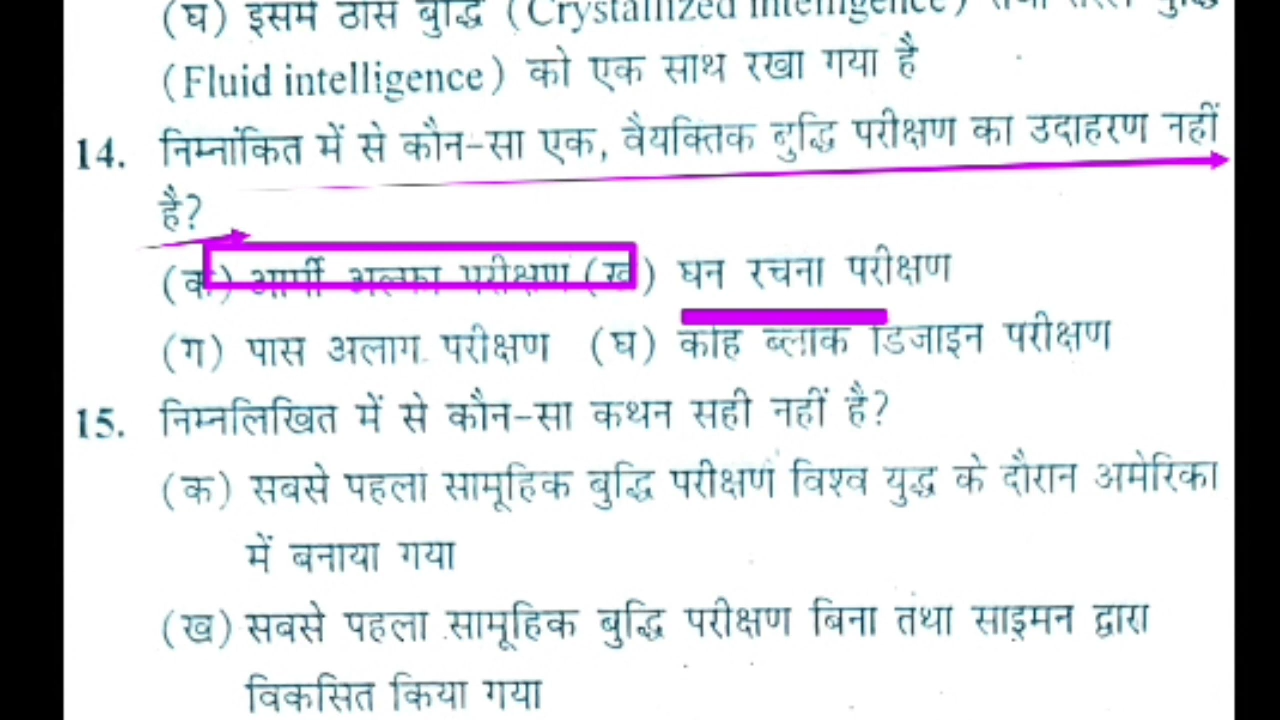 (घ) इसमें ठोस बुद्धि (Crystallized intelligence) तथा तरल बुद्धि
(Fluid intelligence) को एक साथ रखा गया है
14. निम्नांकित में से कौन-सा एक, वैयक्तिक बुद्धि परीक्षण का उदाहरण नहीं
है?
(क) आर्मी अल्फा परीक्षण (ख) घन रचना परीक्षण
(ग) पास अलाग परीक्षण (घ) कोह ब्लाक डिजाइन परीक्षण
15. निम्नलिखित में से कौन-सा कथन सही नहीं है?
(क) सबसे पहला सामूहिक बुद्धि परीक्षण विश्व युद्ध के दौरान अमेरिका
में बनाया गया
(ख) सबसे पहला सामूहिक बुद्धि परीक्षण बिना तथा साइमन द्वारा
विकसित किया गया